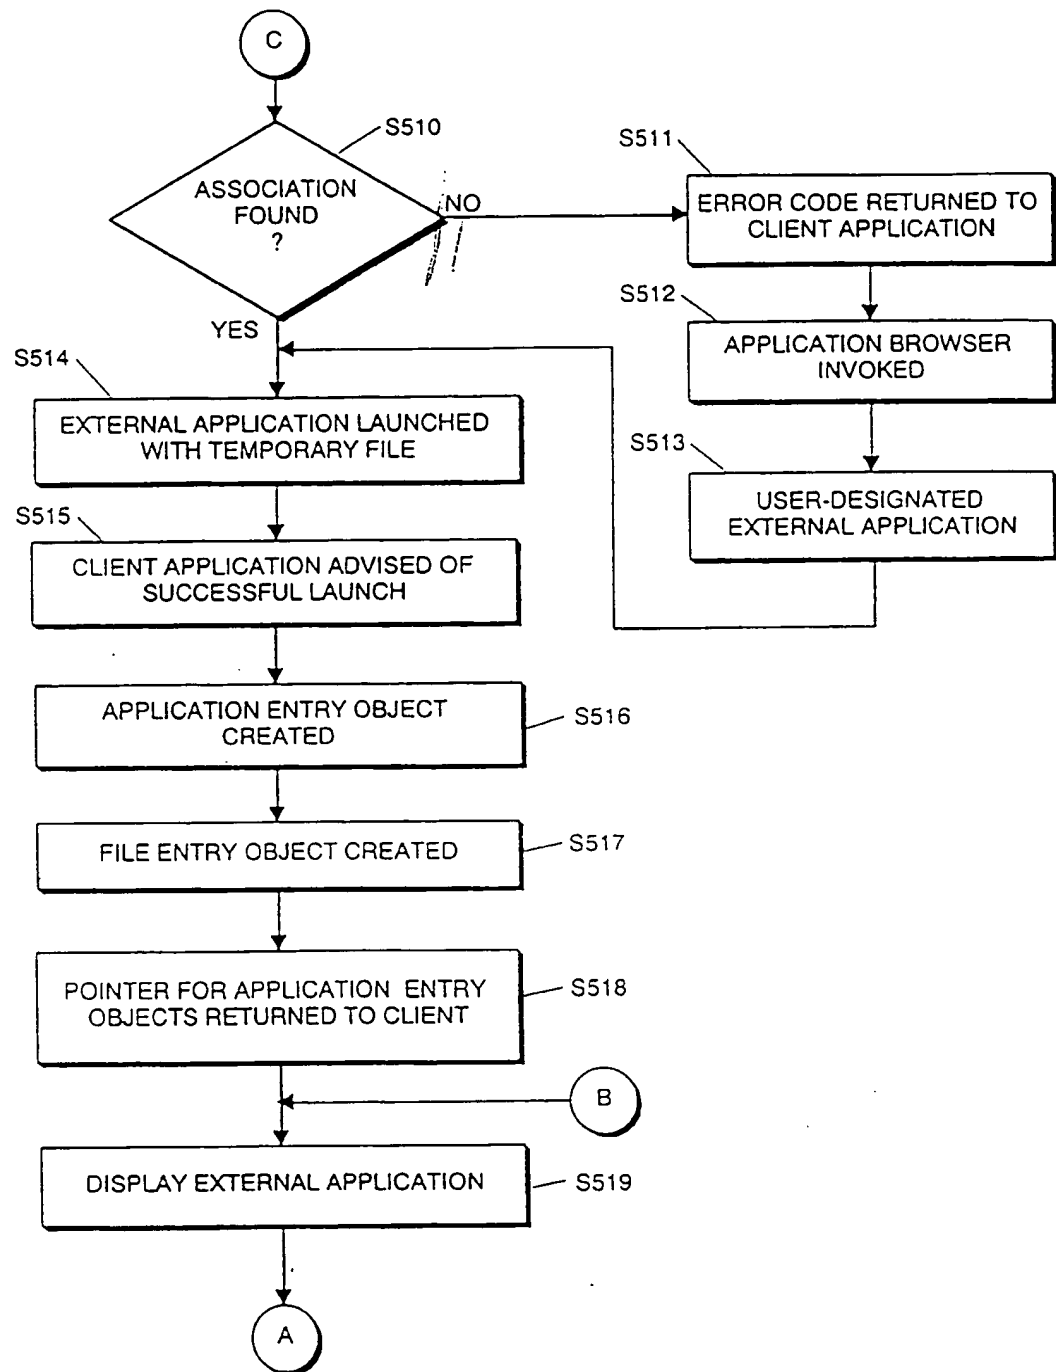 C
S510
ASSOCIATION
FOUND
?
NO
YES
S511
ERROR CODE RETURNED TO
CLIENT APPLICATION
S512
APPLICATION BROWSER
INVOKED
S513
USER-DESIGNATED
EXTERNAL APPLICATION
S514
EXTERNAL APPLICATION LAUNCHED
WITH TEMPORARY FILE
S515
CLIENT APPLICATION ADVISED OF
SUCCESSFUL LAUNCH
APPLICATION ENTRY OBJECT
CREATED
S516
FILE ENTRY OBJECT CREATED
S517
POINTER FOR APPLICATION ENTRY
OBJECTS RETURNED TO CLIENT
S518
B
DISPLAY EXTERNAL APPLICATION
S519
A